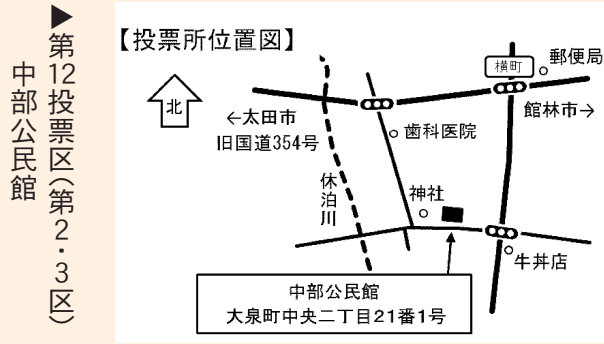 ▶第12投票区(第2・3区)
中部公民館
【投票所位置図】
横町
郵便局
北
←太田市
館林市→
旧国道354号
歯科医院
休泊川
神社
牛丼店
中部公民館
大泉町中央二丁目21番1号